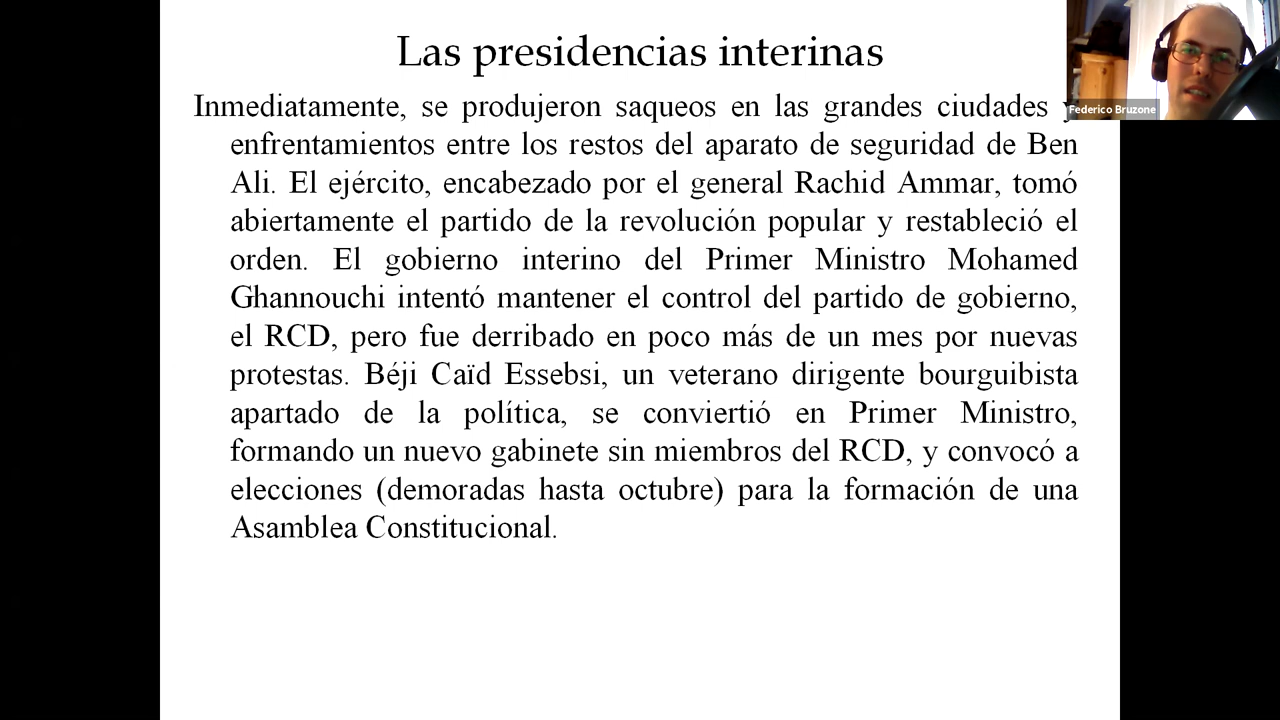 Las presidencias interinas
Inmediatamente, se produjeron saqueos en las grandes ciudades y
Federico Bruzone
enfrentamientos entre los restos del aparato de seguridad de Ben
Ali. El ejército, encabezado por el general Rachid Ammar, tomó
abiertamente el partido de la revolución popular y restableció el
orden. El gobierno interino del Primer Ministro Mohamed
Ghannouchi intentó mantener el control del partido de gobierno,
el RCD, pero fue derribado en poco más de un mes por nuevas
protestas. Béji Caïd Essebsi, un veterano dirigente bourguibista
apartado de la política, se conviertió en Primer Ministro,
formando un nuevo gabinete sin miembros del RCD, y convocó a
elecciones (demoradas hasta octubre) para la formación de una
Asamblea Constitucional.